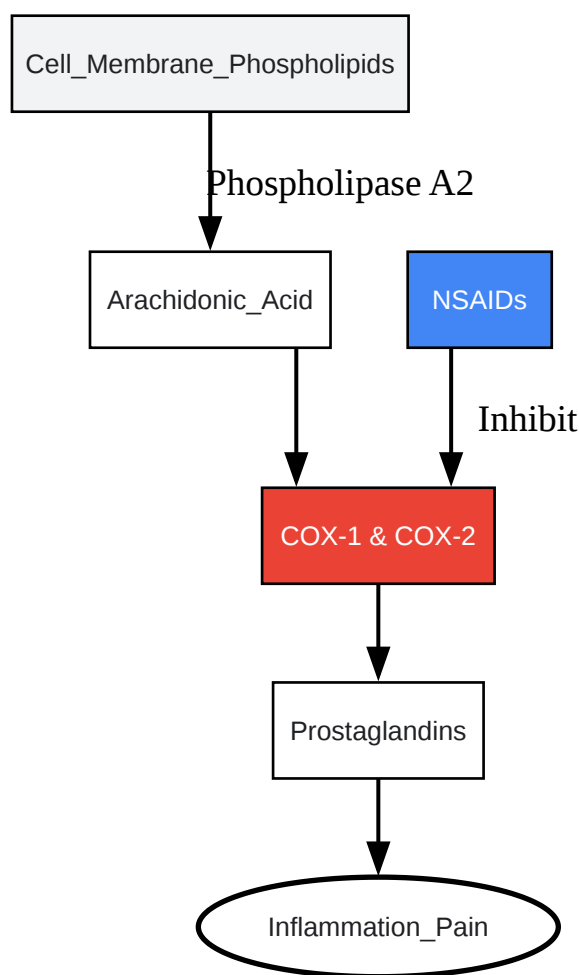 Cell_Membrane_Phospholipids
Phospholipase A2
Arachidonic_Acid
NSAIDs
Inhibit
COX-1 & COX-2
Prostaglandins
Inflammation_Pain